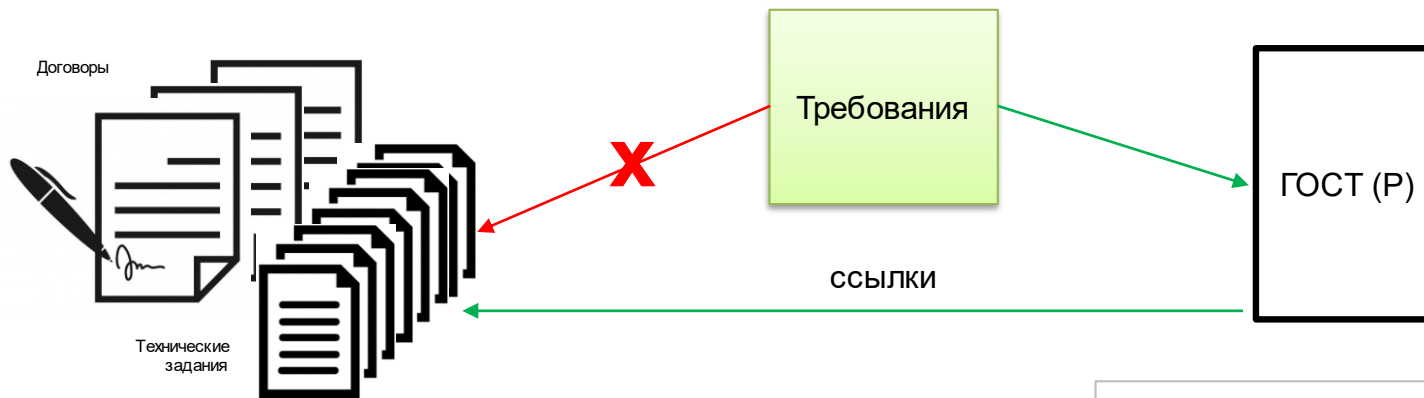 Договоры
Требования
X
ГОСТ (Р)
ссылки
Технические
задания